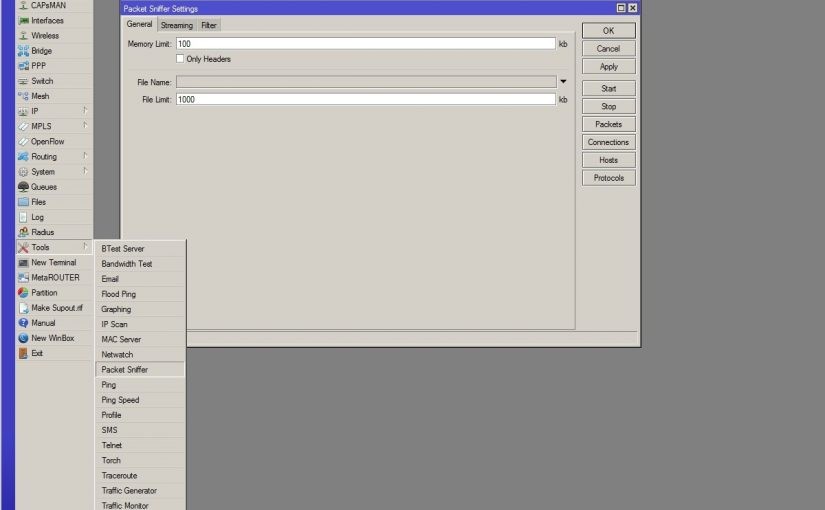 CAPsMAN
Interfaces
Wireless
Bridge
PPP
Switch
Mesh
IP
MPLS
OpenFlow
Routing
System
Queues
Files
Log
Radius
Tools
New Terminal
MetaROUTER
Partition
Make Supout.rif
Manual
New WinBox
Exit
BTest Server
Bandwidth Test
Email
Flood Ping
Graphing
IP Scan
MAC Server
Netwatch
Packet Sniffer
Ping
Ping Speed
Profile
SMS
Telnet
Torch
Traceroute
Traffic Generator
Traffic Monitor
Packet Sniffer Settings
General Streaming Filter
Memory Limit: 100 kb
Only Headers
File Name:
File Limit: 1000 kb
OK
Cancel
Apply
Start
Stop
Packets
Connections
Hosts
Protocols